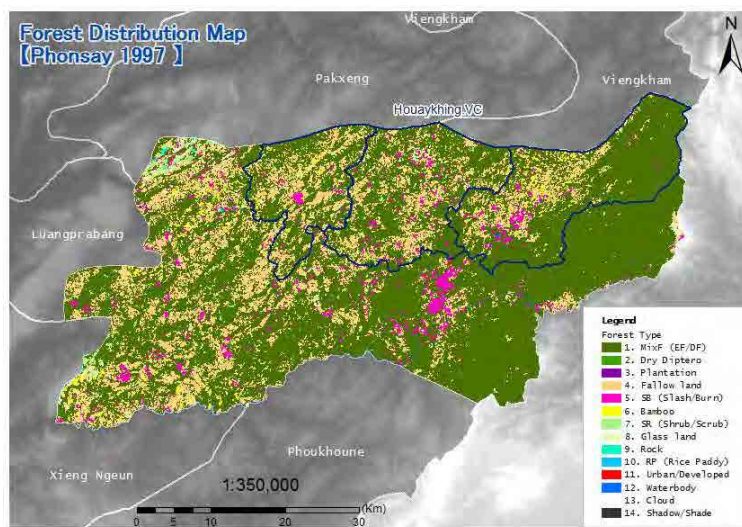 Forest Distribution Map
【Phonsay 1997 】
Viengkham
N
Pakxeng
Viengkham
Houaykhing.VC
Luangprabang
Phoukhoune
Xieng Ngeun
1:350,000
0 5 10 20 30
(Km)
Legend
Forest Type
1. MixF (EF/DF)
2. Dry Diptero
3. Plantation
4. Fallow land
5. SB (Slash/Burn)
6. Bamboo
7. SR (Shrub/Scrub)
8. Glass land
9. Rock
10. RP (Rice Paddy)
11. Urban/Developed
12. Waterbody
13. Cloud
14. Shadow/Shade